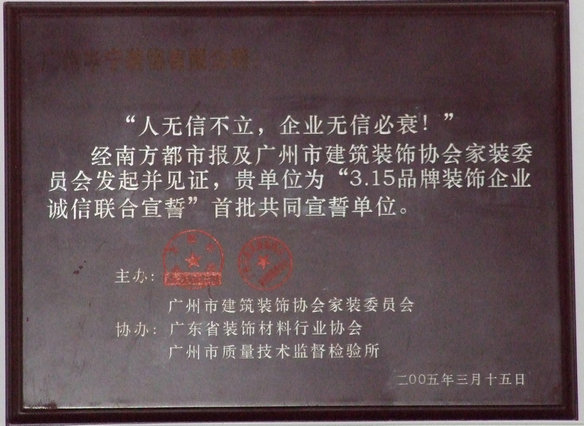 “人无信不立，企业无信必衰！”
经南方都市报及广州市建筑装饰协会家装委
员会发起并见证，贵单位为“3.15品牌装饰企业
诚信联合宣誓”首批共同宣誓单位。
主办：
广州市建筑装饰协会家装委员会
协办：广东省装饰材料行业协会
广州市质量技术监督检验所
二00五年三月十五日